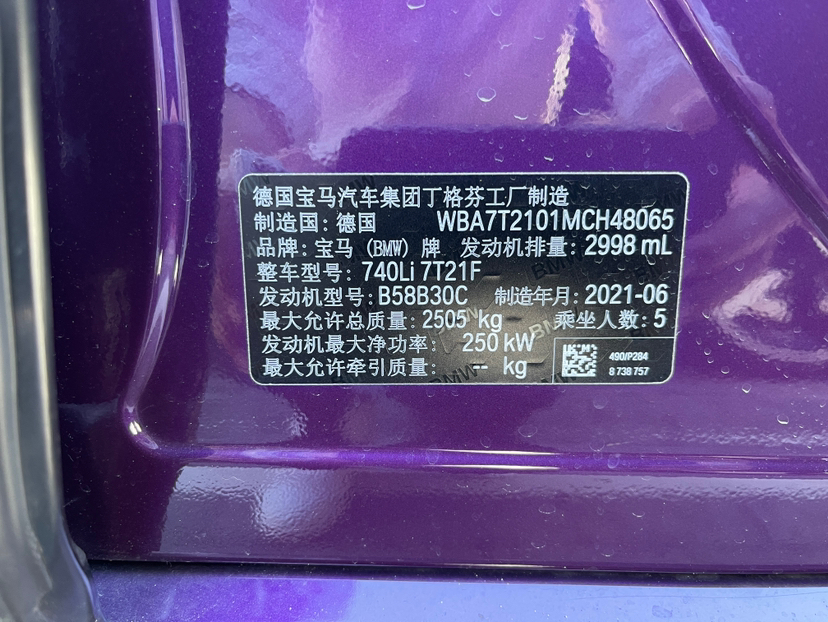 德国宝马汽车集团丁格芬工厂制造
制造国: 德国 WBA7T2101MCH48065
品牌: 宝马 (BMW) 牌 发动机排量: 2998 mL
整车型号: 740Li 7T21F
发动机型号: B58B30C 制造年月: 2021-06
最大允许总质量: 2505 kg 乘坐人数: 5
发动机最大净功率: 250 kW
最大允许牵引质量: -- kg
490/P284
8 738 757